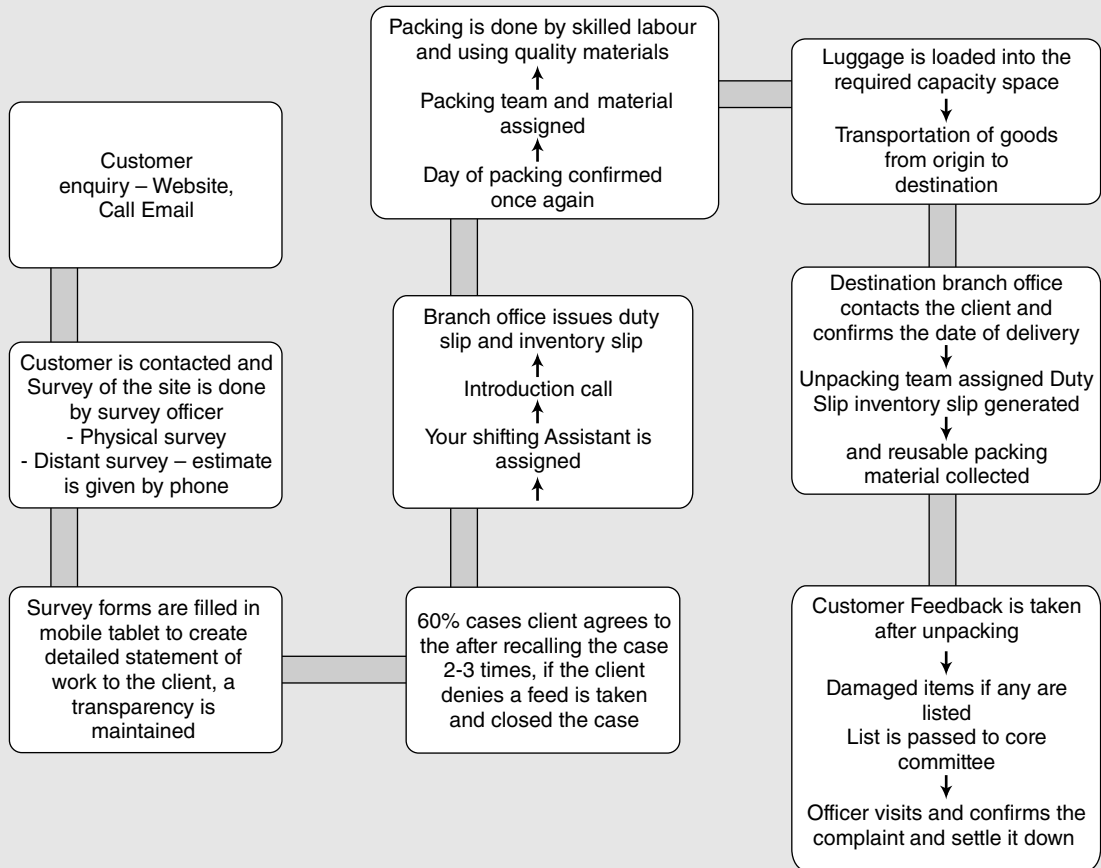 Customer
enquiry – Website,
Call Email
Customer is contacted and
Survey of the site is done
by survey officer
- Physical survey
- Distant survey – estimate
is given by phone
Survey forms are filled in
mobile tablet to create
detailed statement of
work to the client, a
transparency is
maintained
60% cases client agrees to
the after recalling the case
2-3 times, if the client
denies a feed is taken
and closed the case
Branch office issues duty
slip and inventory slip
Introduction call
Your shifting Assistant is
assigned
Packing is done by skilled labour
and using quality materials
Packing team and material
assigned
Day of packing confirmed
once again
Luggage is loaded into the
required capacity space
Transportation of goods
from origin to
destination
Destination branch office
contacts the client and
confirms the date of delivery
Unpacking team assigned Duty
Slip inventory slip generated
and reusable packing
material collected
Customer Feedback is taken
after unpacking
Damaged items if any are
listed
List is passed to core
committee
Officer visits and confirms the
complaint and settle it down